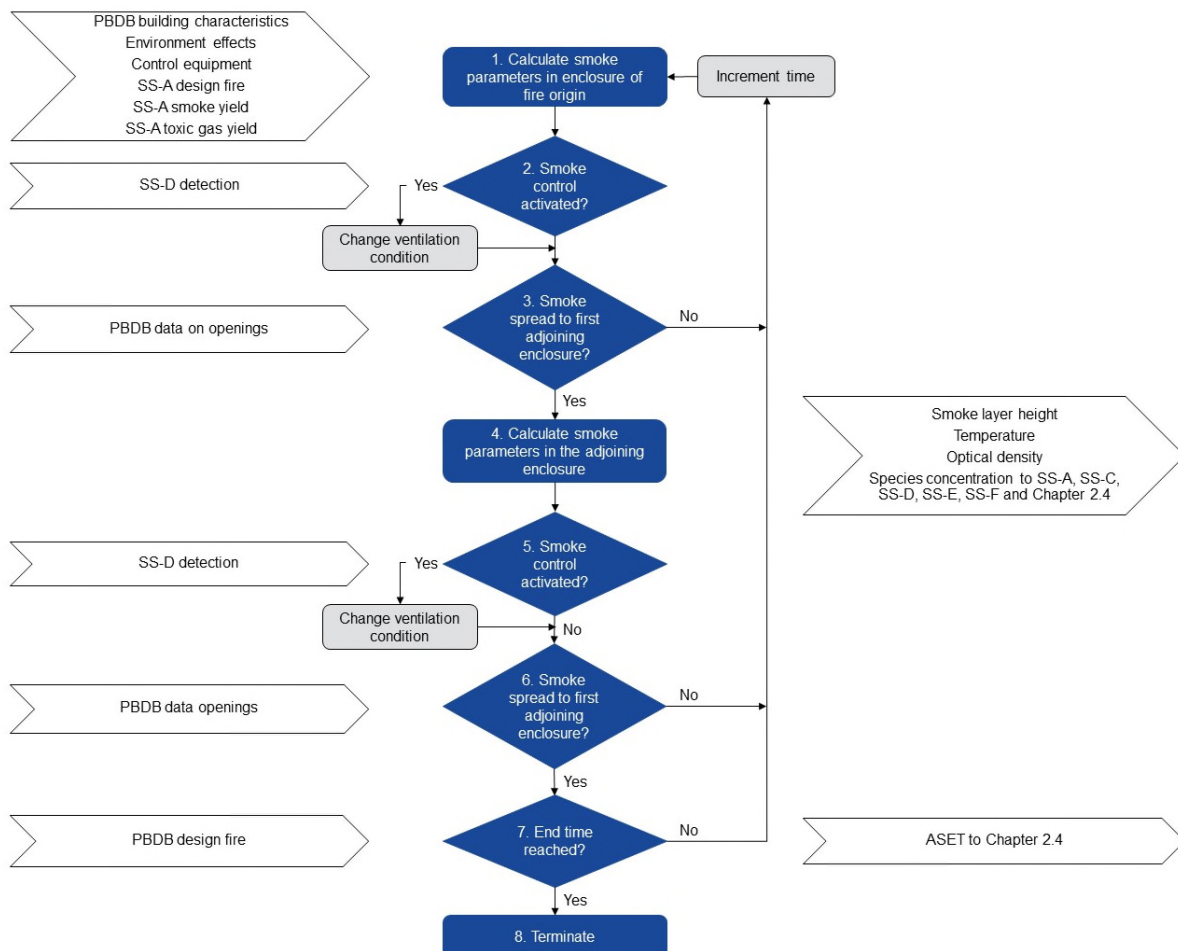 PBDB building characteristics
Environment effects
Control equipment
SS-A design fire
SS-A smoke yield
SS-A toxic gas yield
1. Calculate smoke
parameters in enclosure of
fire origin
Increment time
SS-D detection
2. Smoke
control
activated?
Yes
Change ventilation
condition
PBDB data on openings
3. Smoke
spread to first
adjoining
enclosure?
No
Yes
4. Calculate smoke
parameters in the adjoining
enclosure
Smoke layer height
Temperature
Optical density
Species concentration to SS-A, SS-C,
SS-D, SS-E, SS-F and Chapter 2.4
SS-D detection
5. Smoke
control
activated?
Yes
Change ventilation
condition
No
PBDB data openings
6. Smoke
spread to first
adjoining
enclosure?
No
Yes
PBDB design fire
7. End time
reached?
No
ASET to Chapter 2.4
Yes
8. Terminate